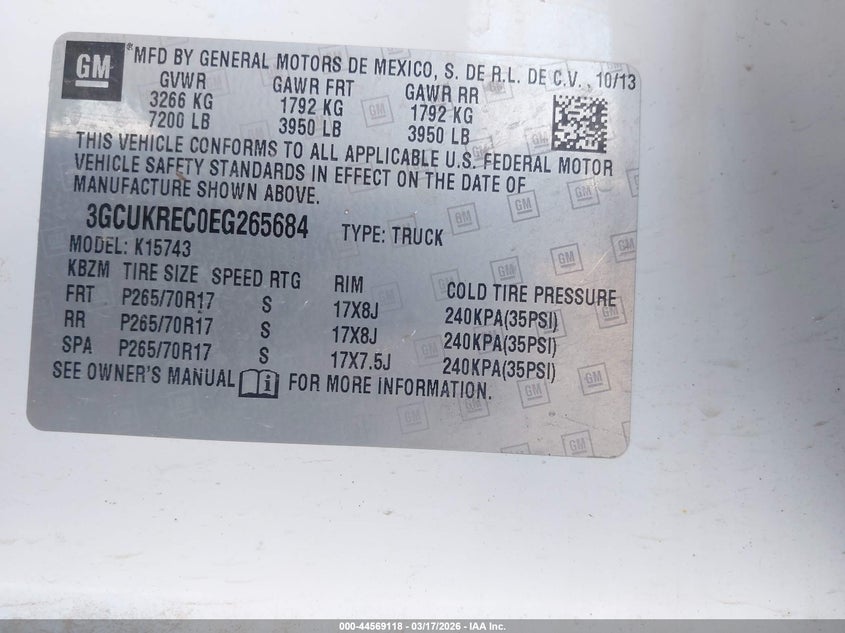 GM
® MFD BY GENERAL MOTORS DE MEXICO, S. DE R.L. DE C.V., 10/13
GVWR GAWR FRT GAWR RR
3266 KG 1792 KG 1792 KG
7200 LB 3950 LB 3950 LB
THIS VEHICLE CONFORMS TO ALL APPLICABLE U.S. FEDERAL MOTOR
VEHICLE SAFETY STANDARDS IN EFFECT ON THE DATE OF
MANUFACTURE SHOWN ABOVE.
3GCUKREC0EG265684 TYPE: TRUCK
MODEL: K15743
KBZM TIRE SIZE SPEED RTG RIM COLD TIRE PRESSURE
FRT P265/70R17 S 17X8J 240KPA(35PSI)
RR P265/70R17 S 17X8J 240KPA(35PSI)
SPA P265/70R17 S 17X7.5J 240KPA(35PSI)
SEE OWNER'S MANUAL i FOR MORE INFORMATION.
000-44569118 — 03/17/2026 — IAA Inc.